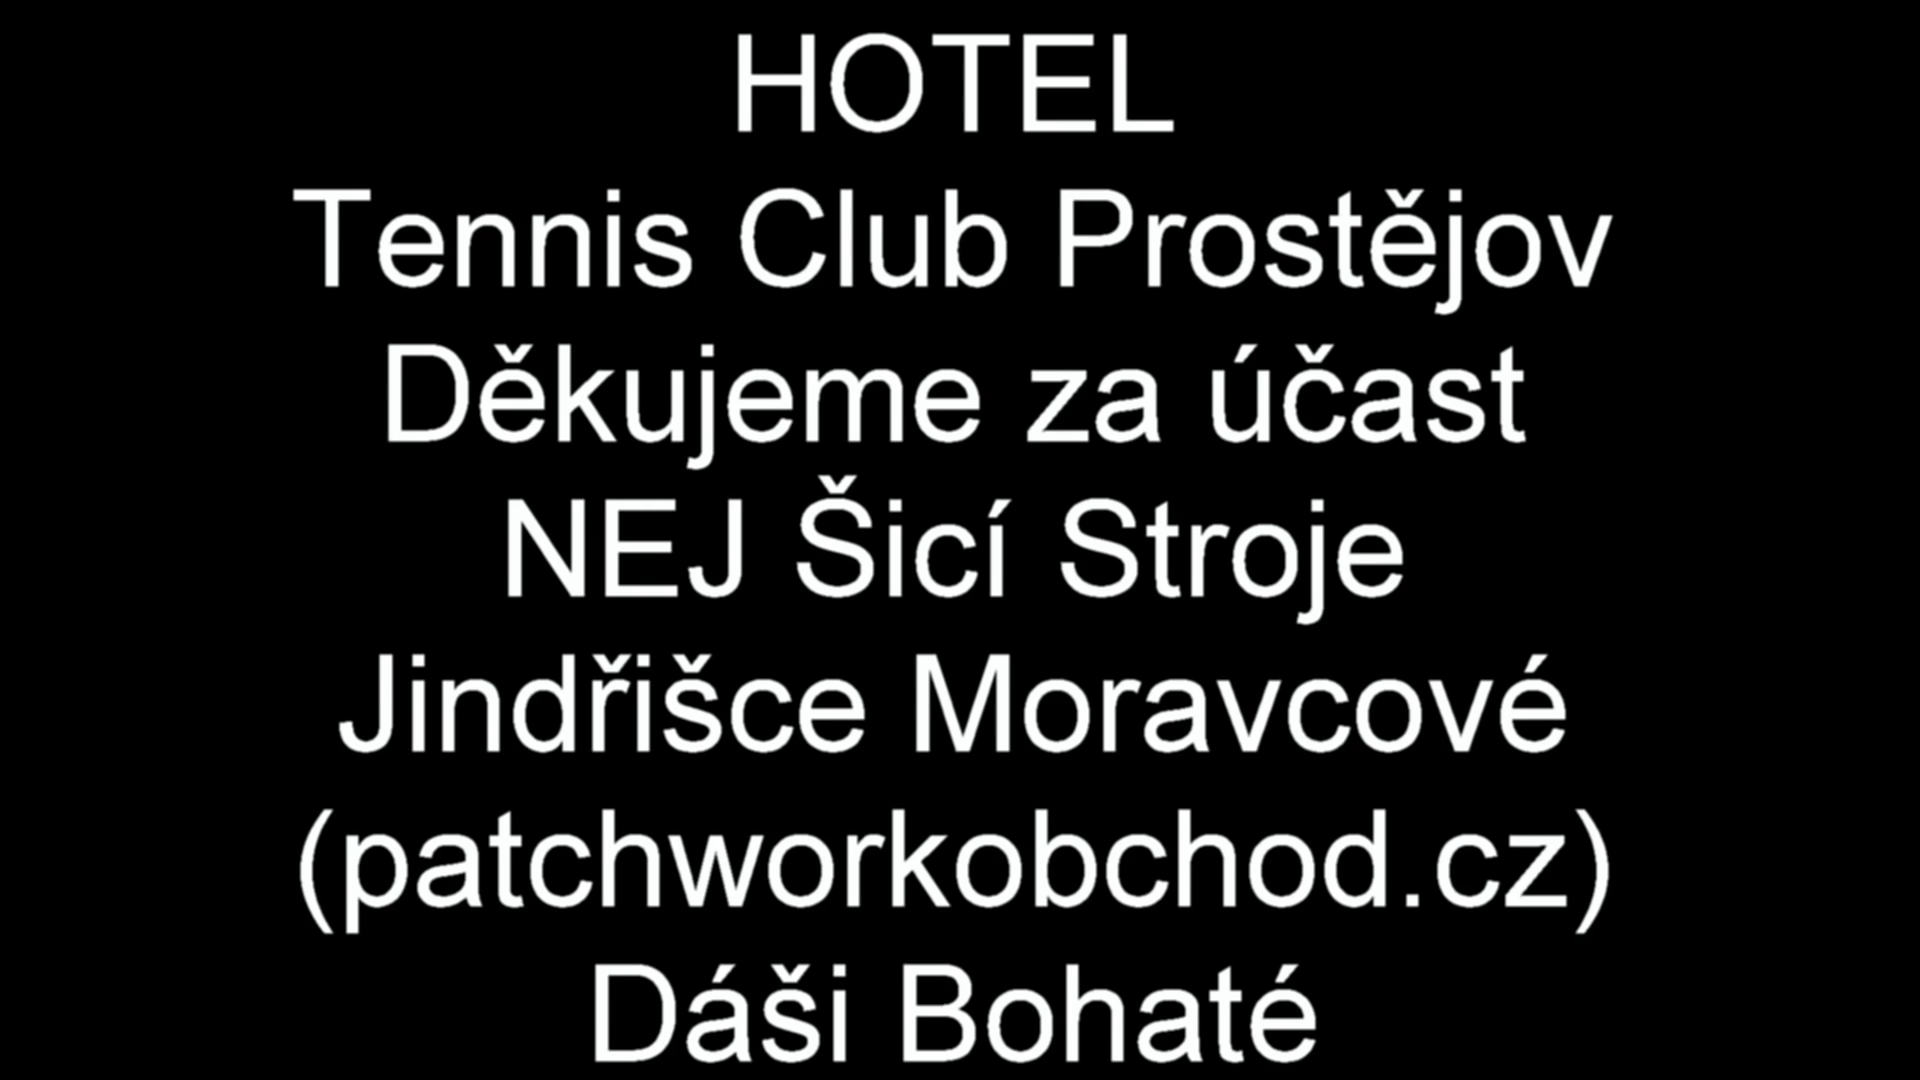 HOTEL
Tennis Club Prostějov
Děkujeme za účast
NEJ Šicí Stroje
Jindřišce Moravcové
(patchworkobchod.cz)
Dáši Bohaté